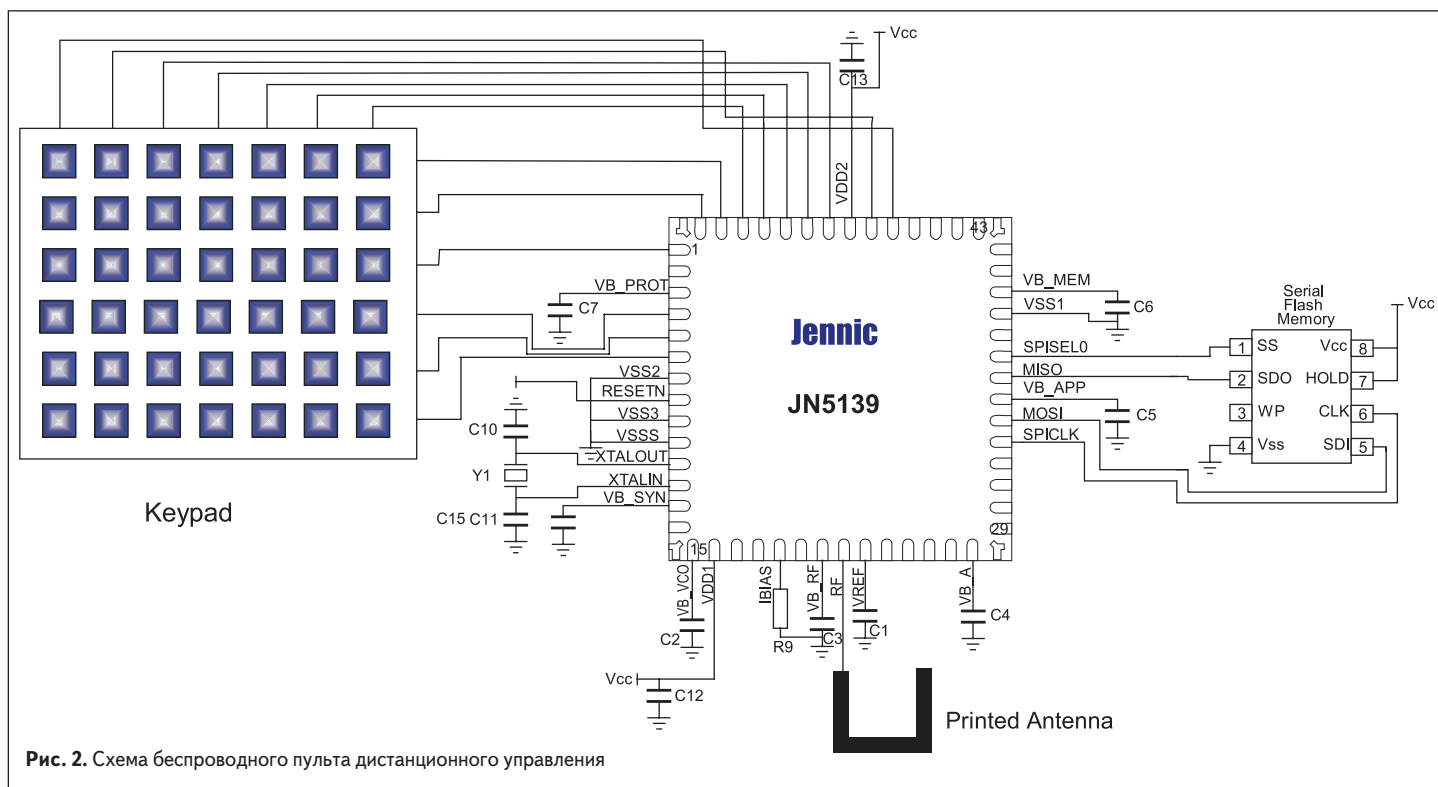 Vcc
C13
VDD2
43
1
VB_PROT
C7
VSS2
RESETN
VSS3
VSSS
C10
XTALOUT
Y1
XTALIN
VB_SYN
C15 C11
Keypad
Jennic
JN5139
VB_MEM
C6
VSS1
SPISEL0
MISO
VB_APP
C5
MOSI
SPICLK
29
Serial
Flash
Memory
Vcc
1 SS Vcc 8
2 SDO HOLD 7
3 WP CLK 6
4 Vss SDI 5
15
VB_VCO
VDD1
IBIAS
VB_RF
RF
VREF
VB_A
C2
R9
C3
C1
C4
Vcc
C12
Printed Antenna
Рис. 2. Схема беспроводного пульта дистанционного управления